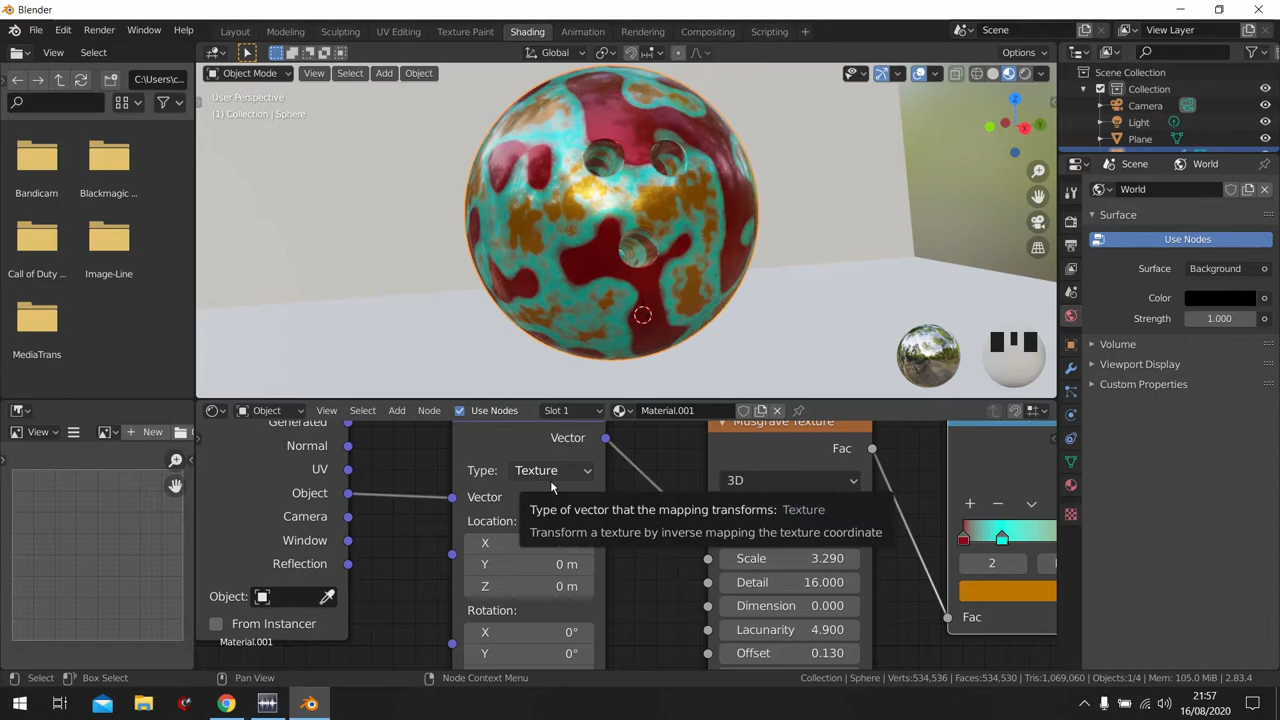 Blender
File Edit Render Window Help Layout Modeling Sculpting UV Editing Texture Paint Shading Animation Rendering Compositing Scripting + Scene View Layer
View Select Global Options
C:\Users\c...
Object Mode View Select Add Object
User Perspective
(1) Collection | Sphere
Bandicam
Blackmagic ...
Call of Duty ...
Image-Line
MediaTrans
Z
X
Y
Scene Collection
Collection
Camera
Light
Plane
Scene World
World
Surface
Use Nodes
Surface Background
Color
Strength 1.000
Volume
Viewport Display
Custom Properties
View New
Object View Select Add Node Use Nodes Slot 1 Material.001
Generated
Normal
UV
Object
Camera
Window
Reflection
Object:
From Instancer
Material.001
Vector
Type: Texture
Vector
Location:
X
Y 0 m
Z 0 m
Rotation:
X 0°
Y 0°
Type of vector that the mapping transforms: Texture
Transform a texture by inverse mapping the texture coordinate
Musgrave Texture
Fac
3D
Scale 3.290
Detail 16.000
Dimension 0.000
Lacunarity 4.900
Offset 0.130
2
Fac
Select Box Select Pan View Node Context Menu Collection | Sphere | Verts:534,536 | Faces:534,530 | Tris:1,069,060 | Objects:1/4 | Mem: 105.0 MiB | 2.83.4
21:57
16/08/2020